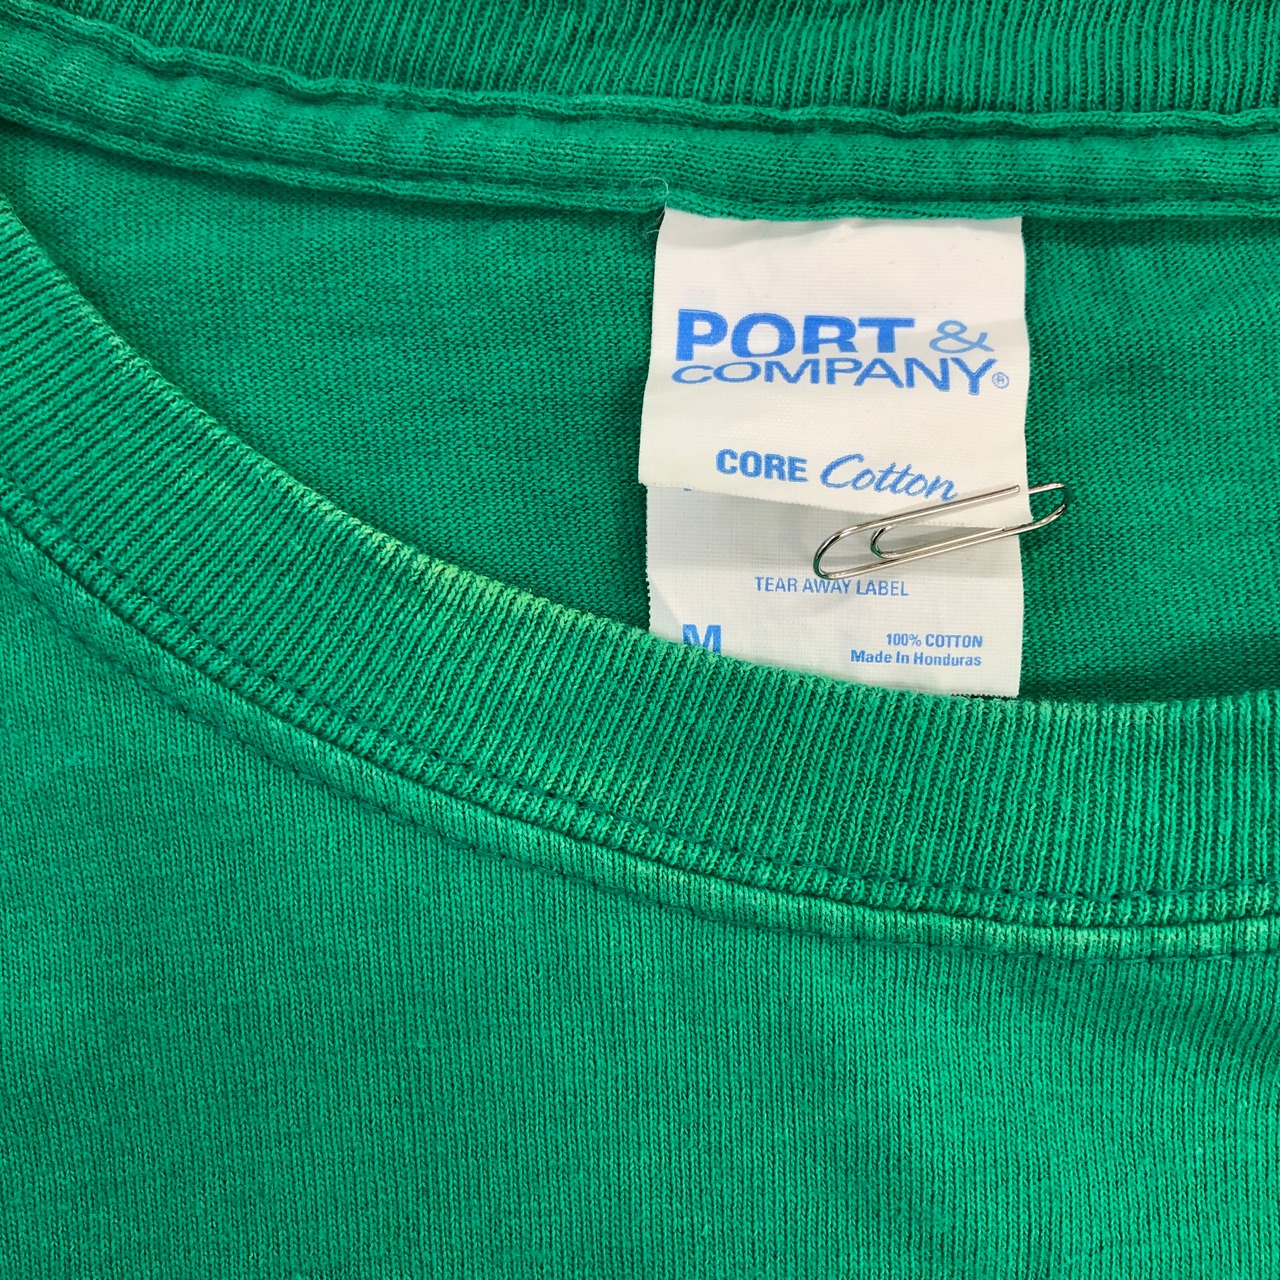 PORT &
COMPANY®
CORE Cotton
TEAR AWAY LABEL
M
100% COTTON
Made In Honduras